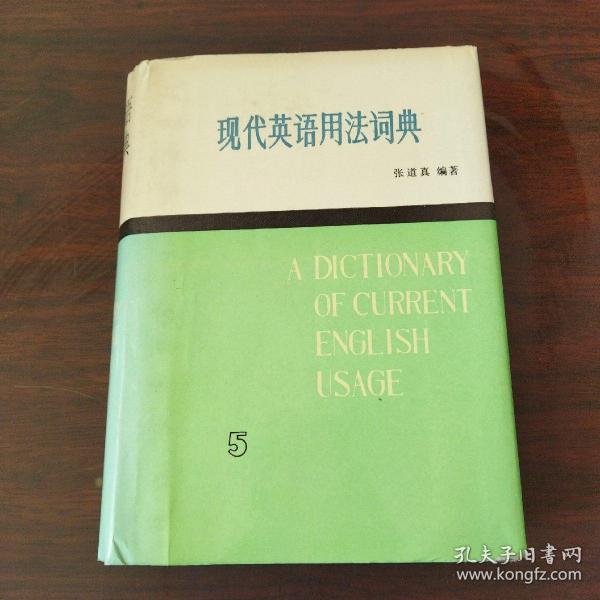 现代英语用法词典
张道真 编著
A DICTIONARY
OF CURRENT
ENGLISH
USAGE
5
孔夫子旧书网
www.kongfz.com